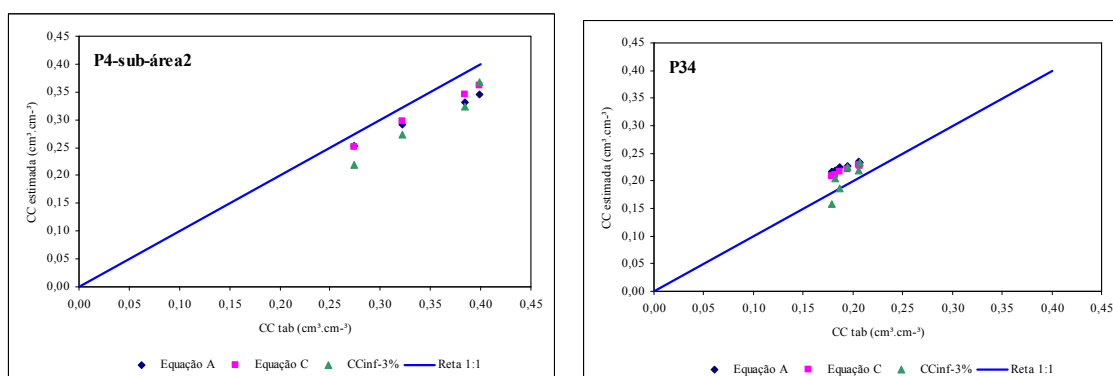 P4-sub-área2
CC estimada (cm³.cm-³)
0,45
0,40
0,35
0,30
0,25
0,20
0,15
0,10
0,05
0,00
0,00 0,05 0,10 0,15 0,20 0,25 0,30 0,35 0,40 0,45
CC tab (cm³.cm-³)
Equação A Equação C CCinf-3% Reta 1:1
P34
CC estimada (cm³.cm-³)
0,45
0,40
0,35
0,30
0,25
0,20
0,15
0,10
0,05
0,00
0,00 0,05 0,10 0,15 0,20 0,25 0,30 0,35 0,40 0,45
CC tab (cm³.cm-³)
Equação A Equação C CCinf-3% Reta 1:1